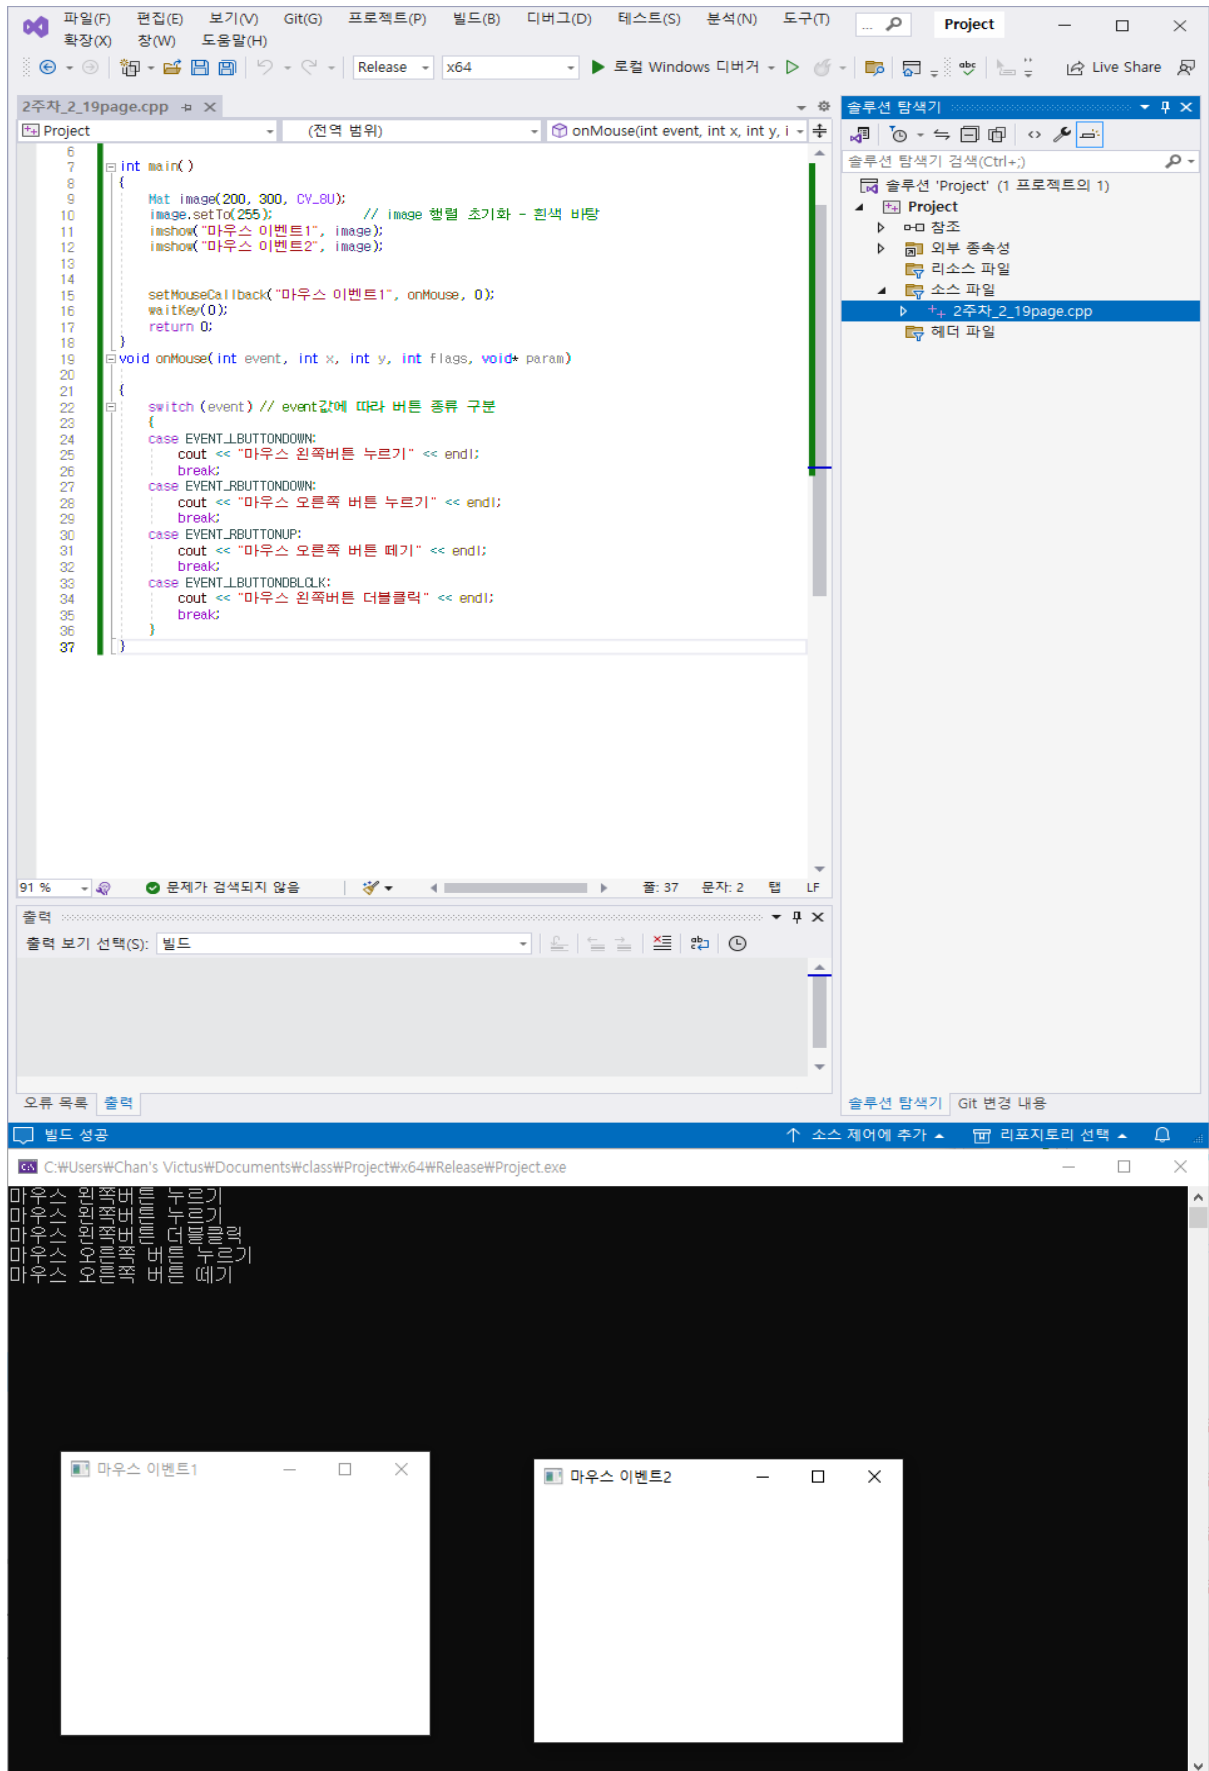 파일(F) 편집(E) 보기(V) Git(G) 프로젝트(P) 빌드(B) 디버그(D) 테스트(S) 분석(N) 도구(T) ... Project
확장(X) 창(W) 도움말(H)
Release x64 로컬 Windows 디버거 Live Share
2주차_2_19page.cpp
Project (전역 범위) onMouse(int event, int x, int y, i
6
7 int main()
8 {
9 Mat image(200, 300, CV_8U);
10 image.setTo(255); // image 행렬 초기화 - 흰색 바탕
11 imshow("마우스 이벤트1", image);
12 imshow("마우스 이벤트2", image);
13
14
15 setMouseCallback("마우스 이벤트1", onMouse, 0);
16 waitKey(0);
17 return 0;
18 }
19 void onMouse(int event, int x, int y, int flags, void* param)
20
21 {
22 switch (event) // event값에 따라 버튼 종류 구분
23 {
24 case EVENT_LBUTTONDOWN:
25 cout << "마우스 왼쪽버튼 누르기" << endl;
26 break;
27 case EVENT_RBUTTONDOWN:
28 cout << "마우스 오른쪽 버튼 누르기" << endl;
29 break;
30 case EVENT_RBUTTONUP:
31 cout << "마우스 오른쪽 버튼 떼기" << endl;
32 break;
33 case EVENT_LBUTTONDBLCLK:
34 cout << "마우스 왼쪽버튼 더블클릭" << endl;
35 break;
36 }
37 }
91 % 문제가 검색되지 않음 줄: 37 문자: 2 탭 LF
출력
출력 보기 선택(S): 빌드
오류 목록 출력
솔루션 탐색기
솔루션 탐색기 검색(Ctrl+;)
솔루션 'Project' (1 프로젝트의 1)
Project
참조
외부 종속성
리소스 파일
소스 파일
2주차_2_19page.cpp
헤더 파일
솔루션 탐색기 Git 변경 내용
빌드 성공 소스 제어에 추가 리포지토리 선택
C:₩Users₩Chan's Victus₩Documents₩class₩Project₩x64₩Release₩Project.exe
마우스 왼쪽버튼 누르기
마우스 왼쪽버튼 누르기
마우스 왼쪽버튼 더블클릭
마우스 오른쪽 버튼 누르기
마우스 오른쪽 버튼 떼기
마우스 이벤트1
마우스 이벤트2